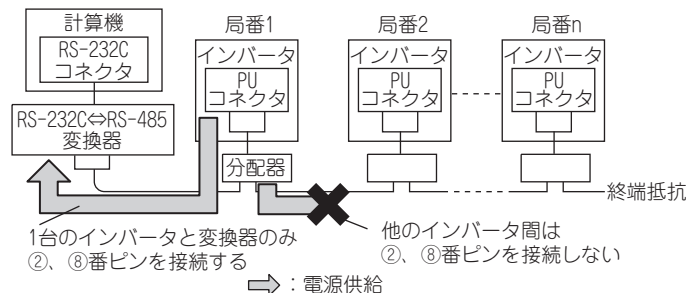 計算機
RS-232C
コネクタ
RS-232C⇔RS-485
変換器
局番1
インバータ
PU
コネクタ
分配器
局番2
インバータ
PU
コネクタ
局番n
インバータ
PU
コネクタ
終端抵抗
1台のインバータと変換器のみ
②、⑧番ピンを接続する
他のインバータ間は
②、⑧番ピンを接続しない
：電源供給